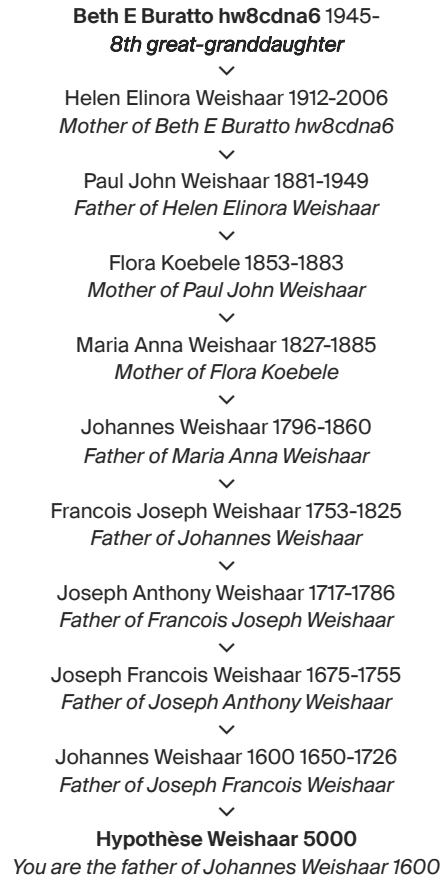 Beth E Buratto hw8cdna6 1945-
8th great-granddaughter
Helen Elinora Weishaar 1912-2006
Mother of Beth E Buratto hw8cdna6
Paul John Weishaar 1881-1949
Father of Helen Elinora Weishaar
Flora Koebele 1853-1883
Mother of Paul John Weishaar
Maria Anna Weishaar 1827-1885
Mother of Flora Koebele
Johannes Weishaar 1796-1860
Father of Maria Anna Weishaar
Francois Joseph Weishaar 1753-1825
Father of Johannes Weishaar
Joseph Anthony Weishaar 1717-1786
Father of Francois Joseph Weishaar
Joseph Francois Weishaar 1675-1755
Father of Joseph Anthony Weishaar
Johannes Weishaar 1600 1650-1726
Father of Joseph Francois Weishaar
Hypothèse Weishaar 5000
You are the father of Johannes Weishaar 1600